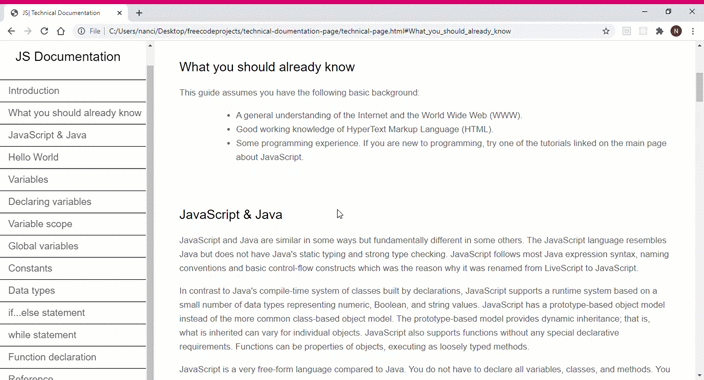 JS| Technical Documentation
File | C:/Users/nanci/Desktop/freecodeprojects/technical-doumentation-page/technical-page.html#What_you_should_already_know
N
JS Documentation
Introduction
What you should already know
JavaScript & Java
Hello World
Variables
Declaring variables
Variable scope
Global variables
Constants
Data types
if...else statement
while statement
Function declaration
Reference
What you should already know
This guide assumes you have the following basic background:
• A general understanding of the Internet and the World Wide Web (WWW).
• Good working knowledge of HyperText Markup Language (HTML).
• Some programming experience. If you are new to programming, try one of the tutorials linked on the main page
about JavaScript.
JavaScript & Java
JavaScript and Java are similar in some ways but fundamentally different in some others. The JavaScript language resembles
Java but does not have Java's static typing and strong type checking. JavaScript follows most Java expression syntax, naming
conventions and basic control-flow constructs which was the reason why it was renamed from LiveScript to JavaScript.
In contrast to Java's compile-time system of classes built by declarations, JavaScript supports a runtime system based on a
small number of data types representing numeric, Boolean, and string values. JavaScript has a prototype-based object model
instead of the more common class-based object model. The prototype-based model provides dynamic inheritance; that is,
what is inherited can vary for individual objects. JavaScript also supports functions without any special declarative
requirements. Functions can be properties of objects, executing as loosely typed methods.
JavaScript is a very free-form language compared to Java. You do not have to declare all variables, classes, and methods. You